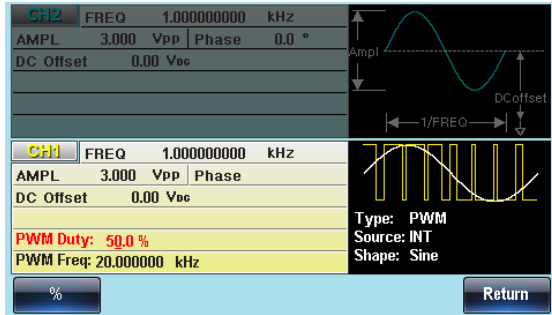 CH2 FREQ 1.000000000 kHz
AMPL 3.000 Vpp Phase 0.0 °
DC Offset 0.00 VDC
Ampl
DCoffset
1/FREQ
CH1 FREQ 1.000000000 kHz
AMPL 3.000 Vpp Phase
DC Offset 0.00 VDC
PWM Duty: 50.0 %
PWM Freq: 20.000000 kHz
Type: PWM
Source: INT
Shape: Sine
%
Return